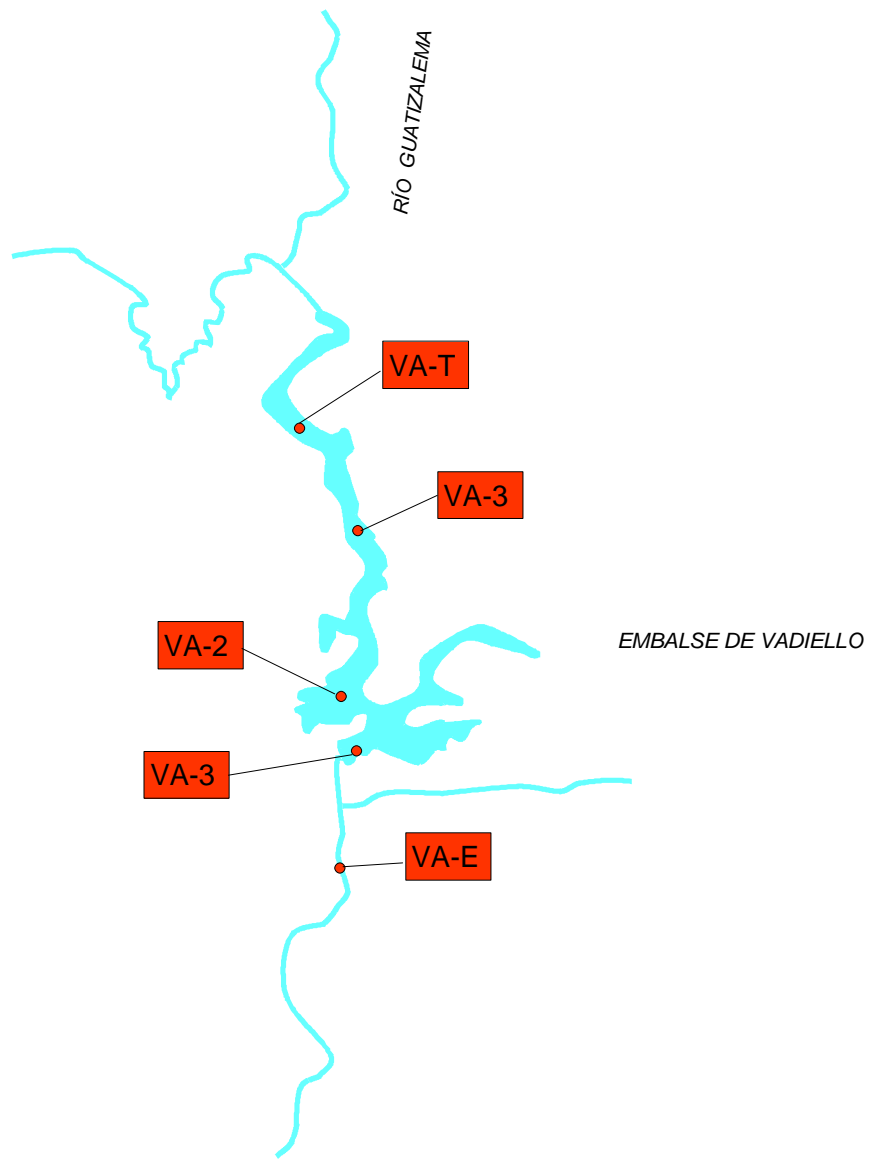 RÍO GUATIZALEMA
VA-T
VA-3
EMBALSE DE VADIELLO
VA-2
VA-3
VA-E